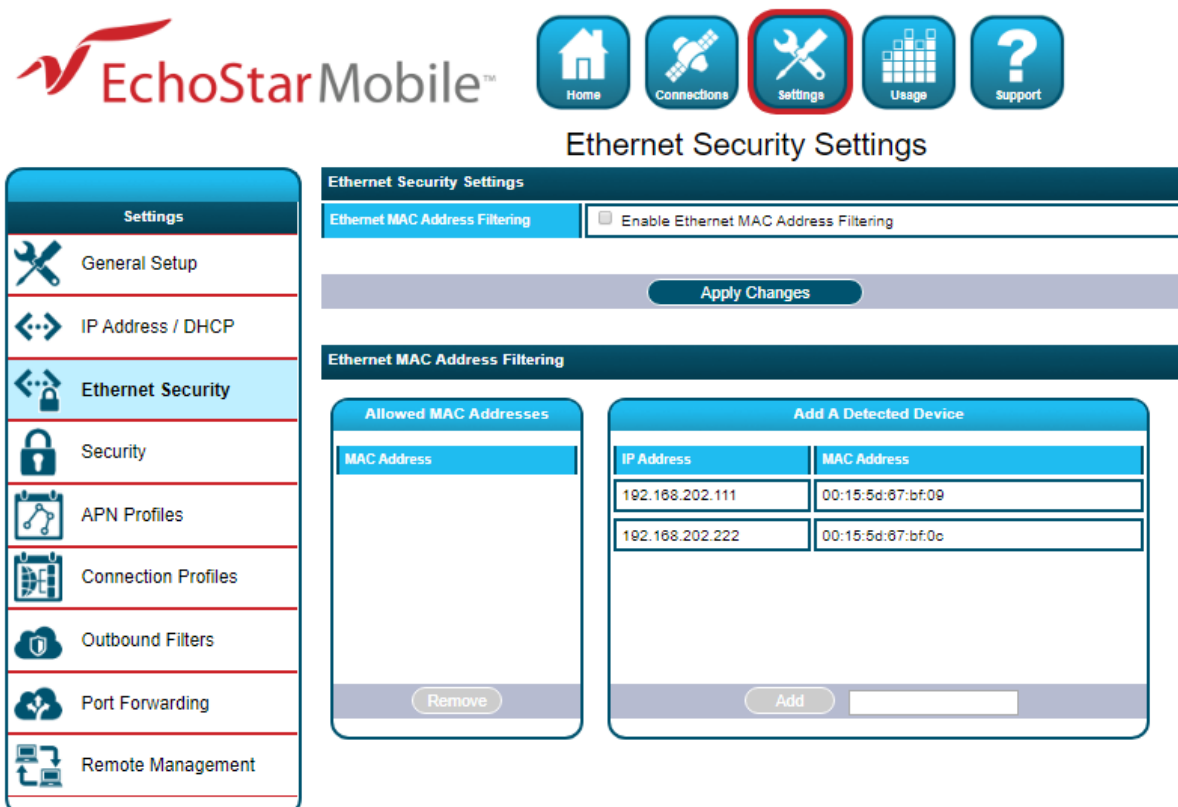 EchoStar Mobile™
Home
Connections
Settings
Usage
Support
Ethernet Security Settings
Settings
General Setup
IP Address / DHCP
Ethernet Security
Security
APN Profiles
Connection Profiles
Outbound Filters
Port Forwarding
Remote Management
Ethernet Security Settings
Ethernet MAC Address Filtering
Enable Ethernet MAC Address Filtering
Apply Changes
Ethernet MAC Address Filtering
Allowed MAC Addresses
MAC Address
Remove
Add A Detected Device
IP Address MAC Address
192.168.202.111 00:15:5d:67:bf:09
192.168.202.222 00:15:5d:67:bf:0c
Add